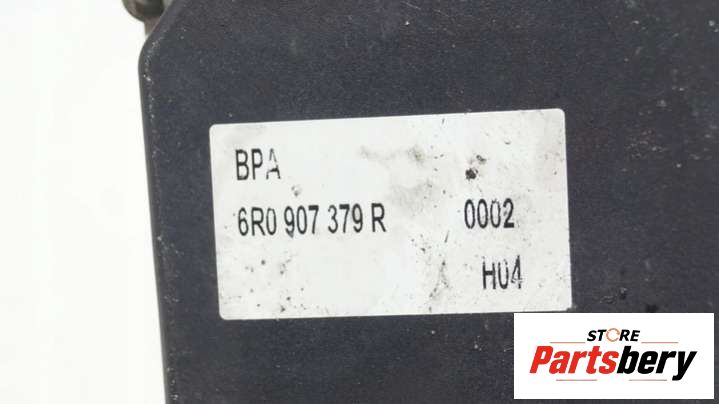 BPA
6R0 907 379 R 0002
H04
STORE
Partsbery